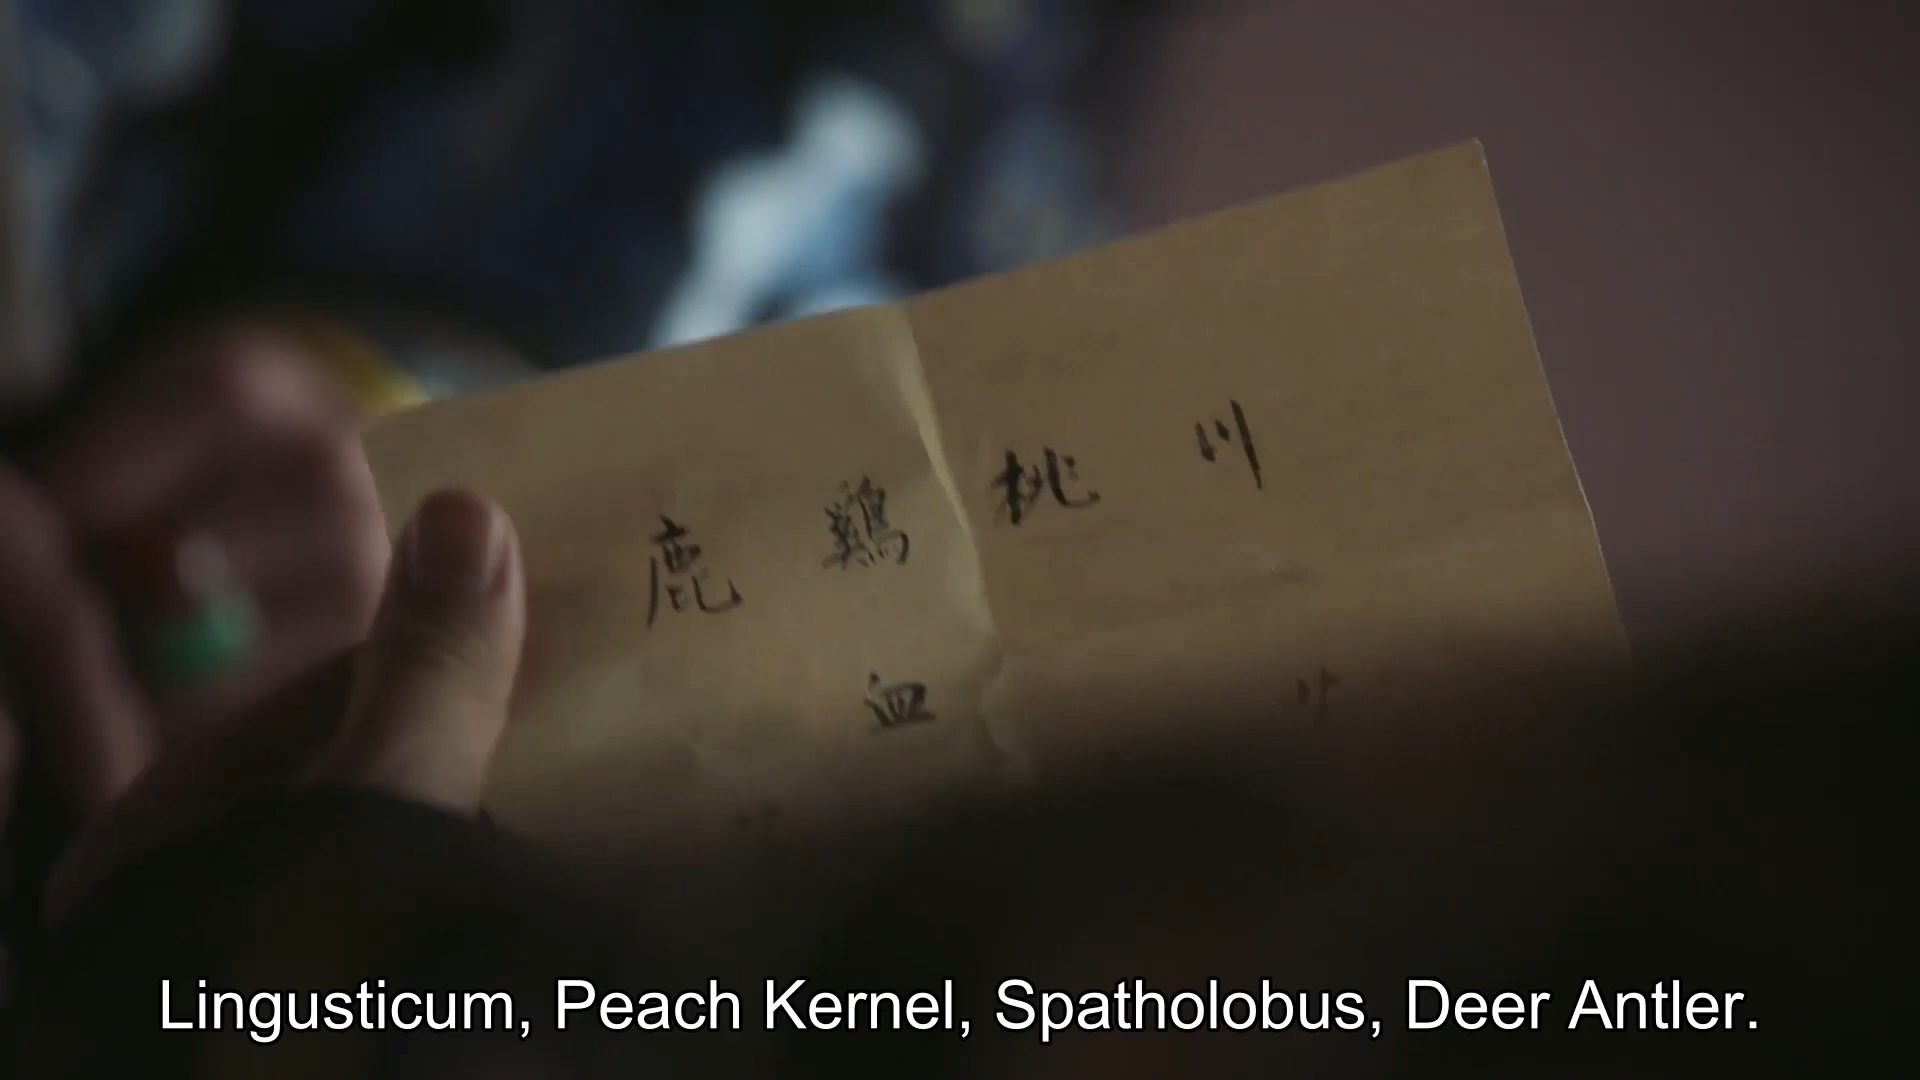 川
桃
鷄血
鹿
Lingusticum, Peach Kernel, Spatholobus, Deer Antler.